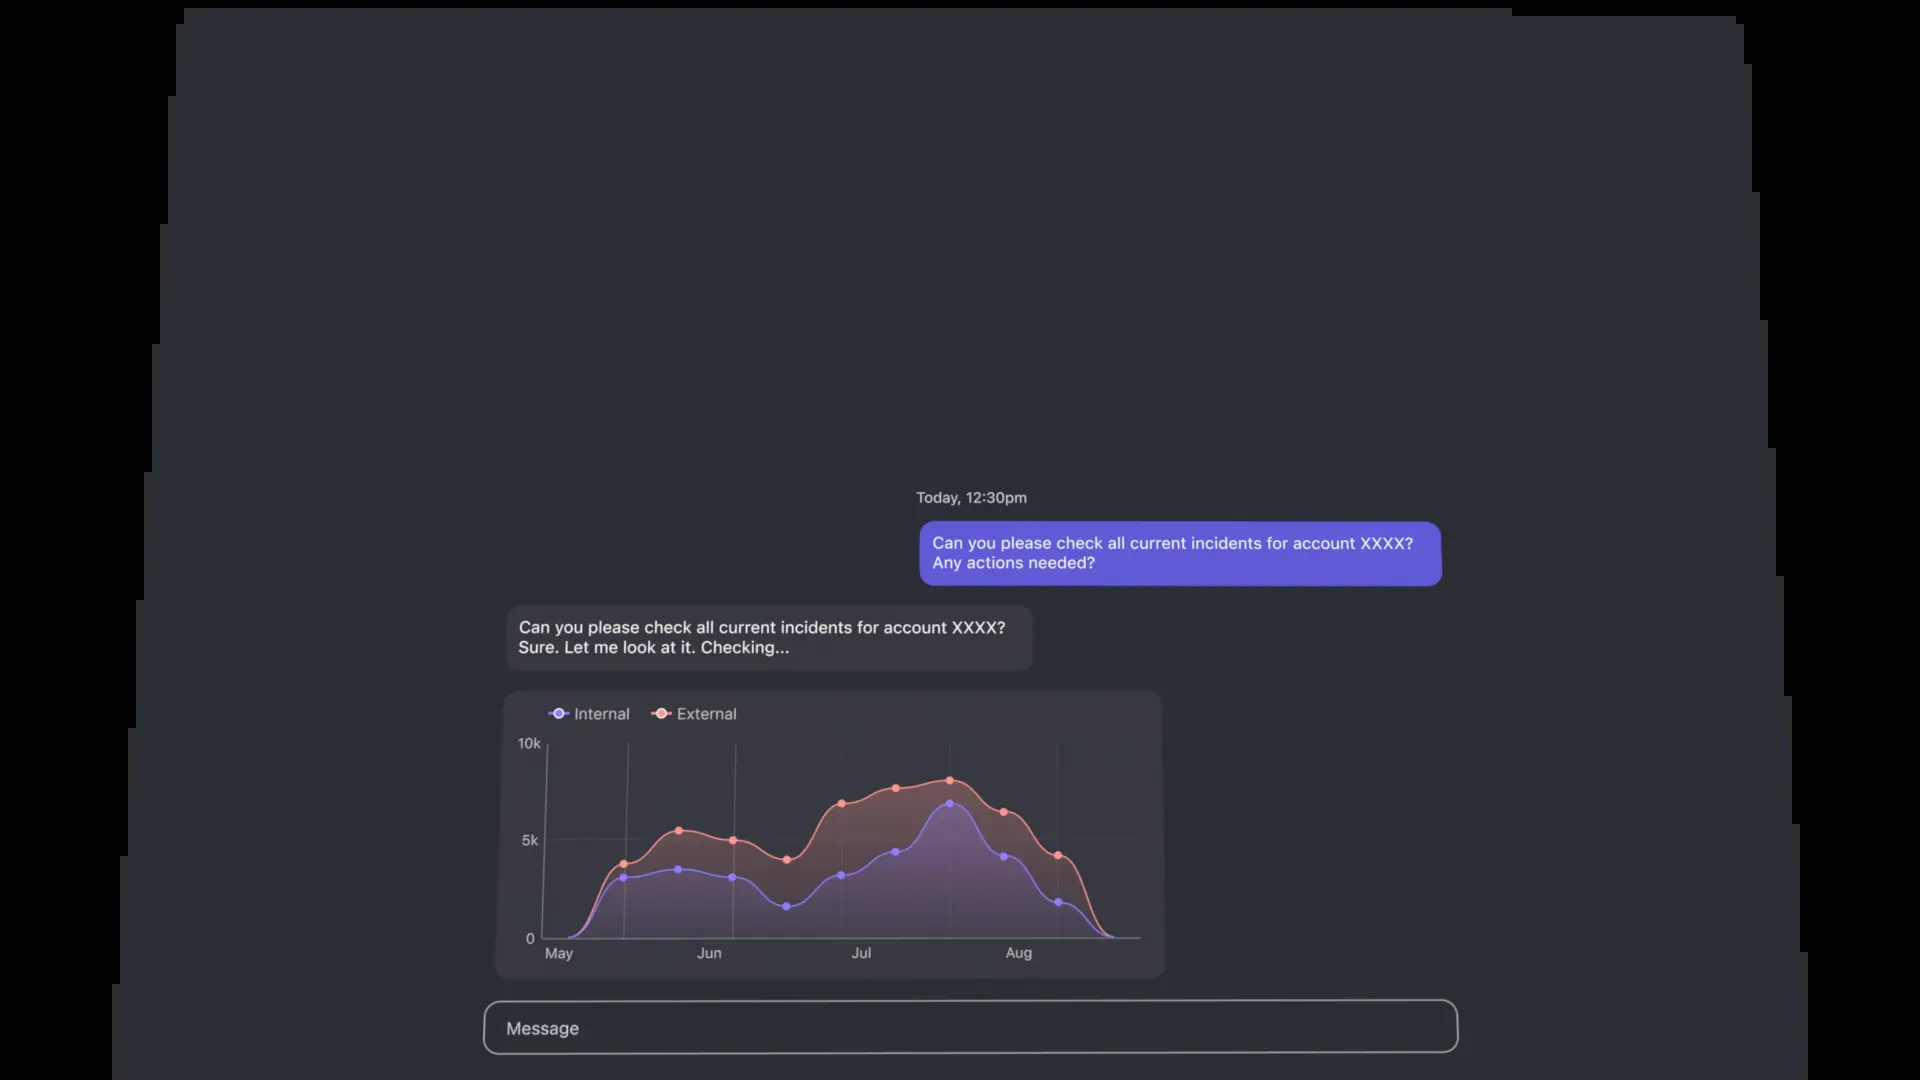 Today, 12:30pm
Can you please check all current incidents for account XXXX?
Any actions needed?
Can you please check all current incidents for account XXXX?
Sure. Let me look at it. Checking...
Internal External
10k
5k
0
May Jun Jul Aug
Message